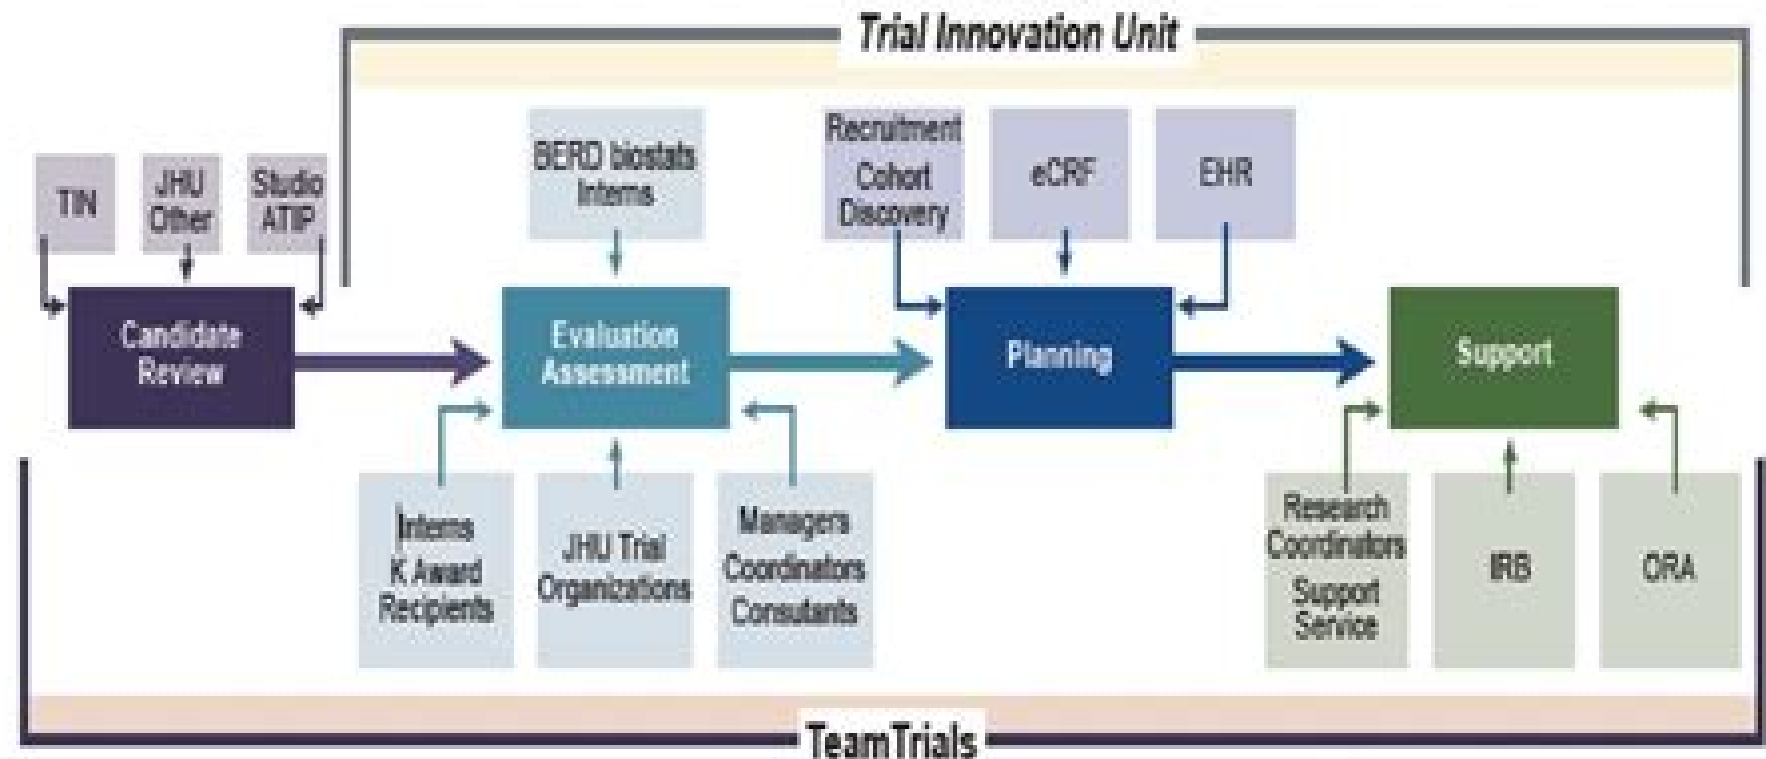 Trial Innovation Unit
TIN
JHU
Other
Studio
ATIP
BERD biostats
Interns
Recruitment
Cohort
Discovery
eCRF
EHR
Candidate
Review
Evaluation
Assessment
Planning
Support
Interns
K Award
Recipients
JHU Trial
Organizations
Managers
Coordinators
Consutants
Research
Coordinators
Support
Service
IRB
ORA
TeamTrials